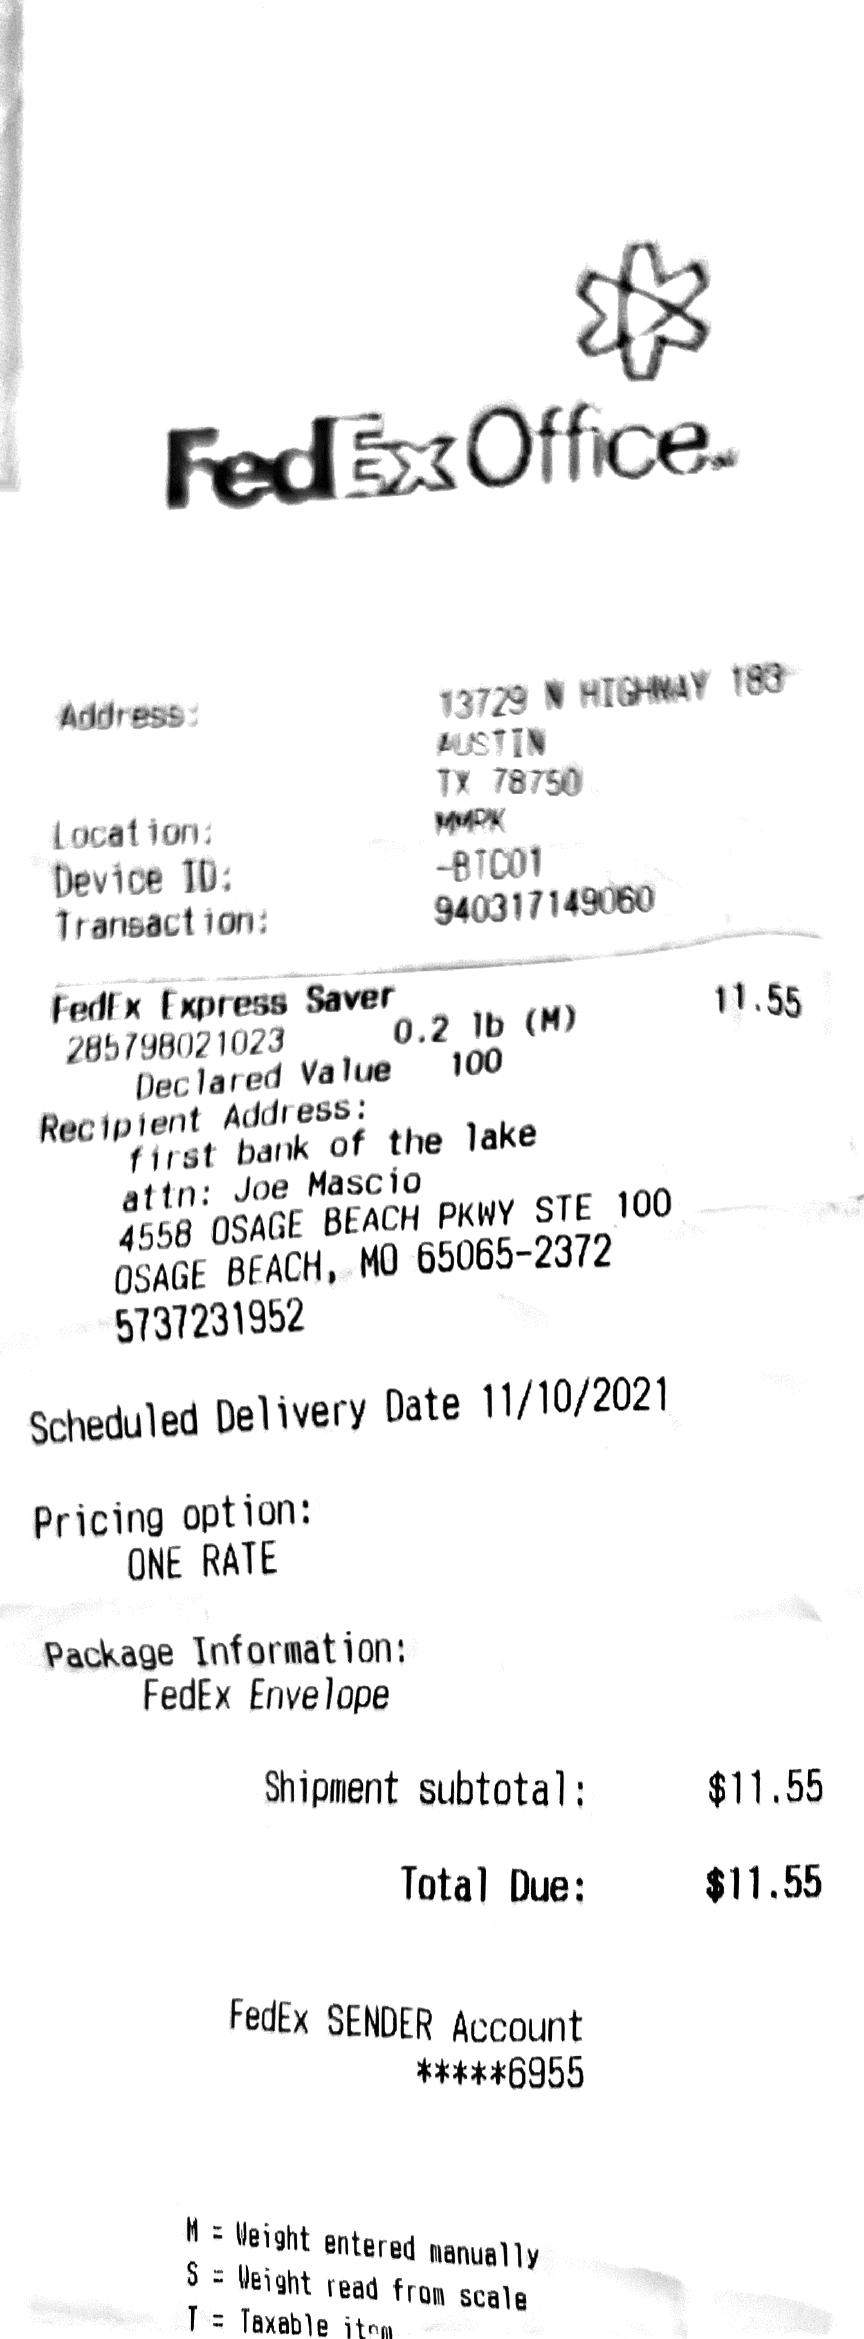 FedEx Office
Address: 13729 N HIGHWAY 183
AUSTIN
TX 78750
Location: MMRK
Device ID: -BTC01
Transaction: 940317149060
FedEx Express Saver 11.55
285798021023 0.2 lb (M)
Declared Value 100
Recipient Address:
first bank of the lake
attn: Joe Mascio
4558 OSAGE BEACH PKWY STE 100
OSAGE BEACH, MO 65065-2372
5737231952
Scheduled Delivery Date 11/10/2021
Pricing option:
ONE RATE
Package Information:
FedEx Envelope
Shipment subtotal: $11.55
Total Due: $11.55
FedEx SENDER Account
*****6955
M = Weight entered manually
S = Weight read from scale
T = Taxable item